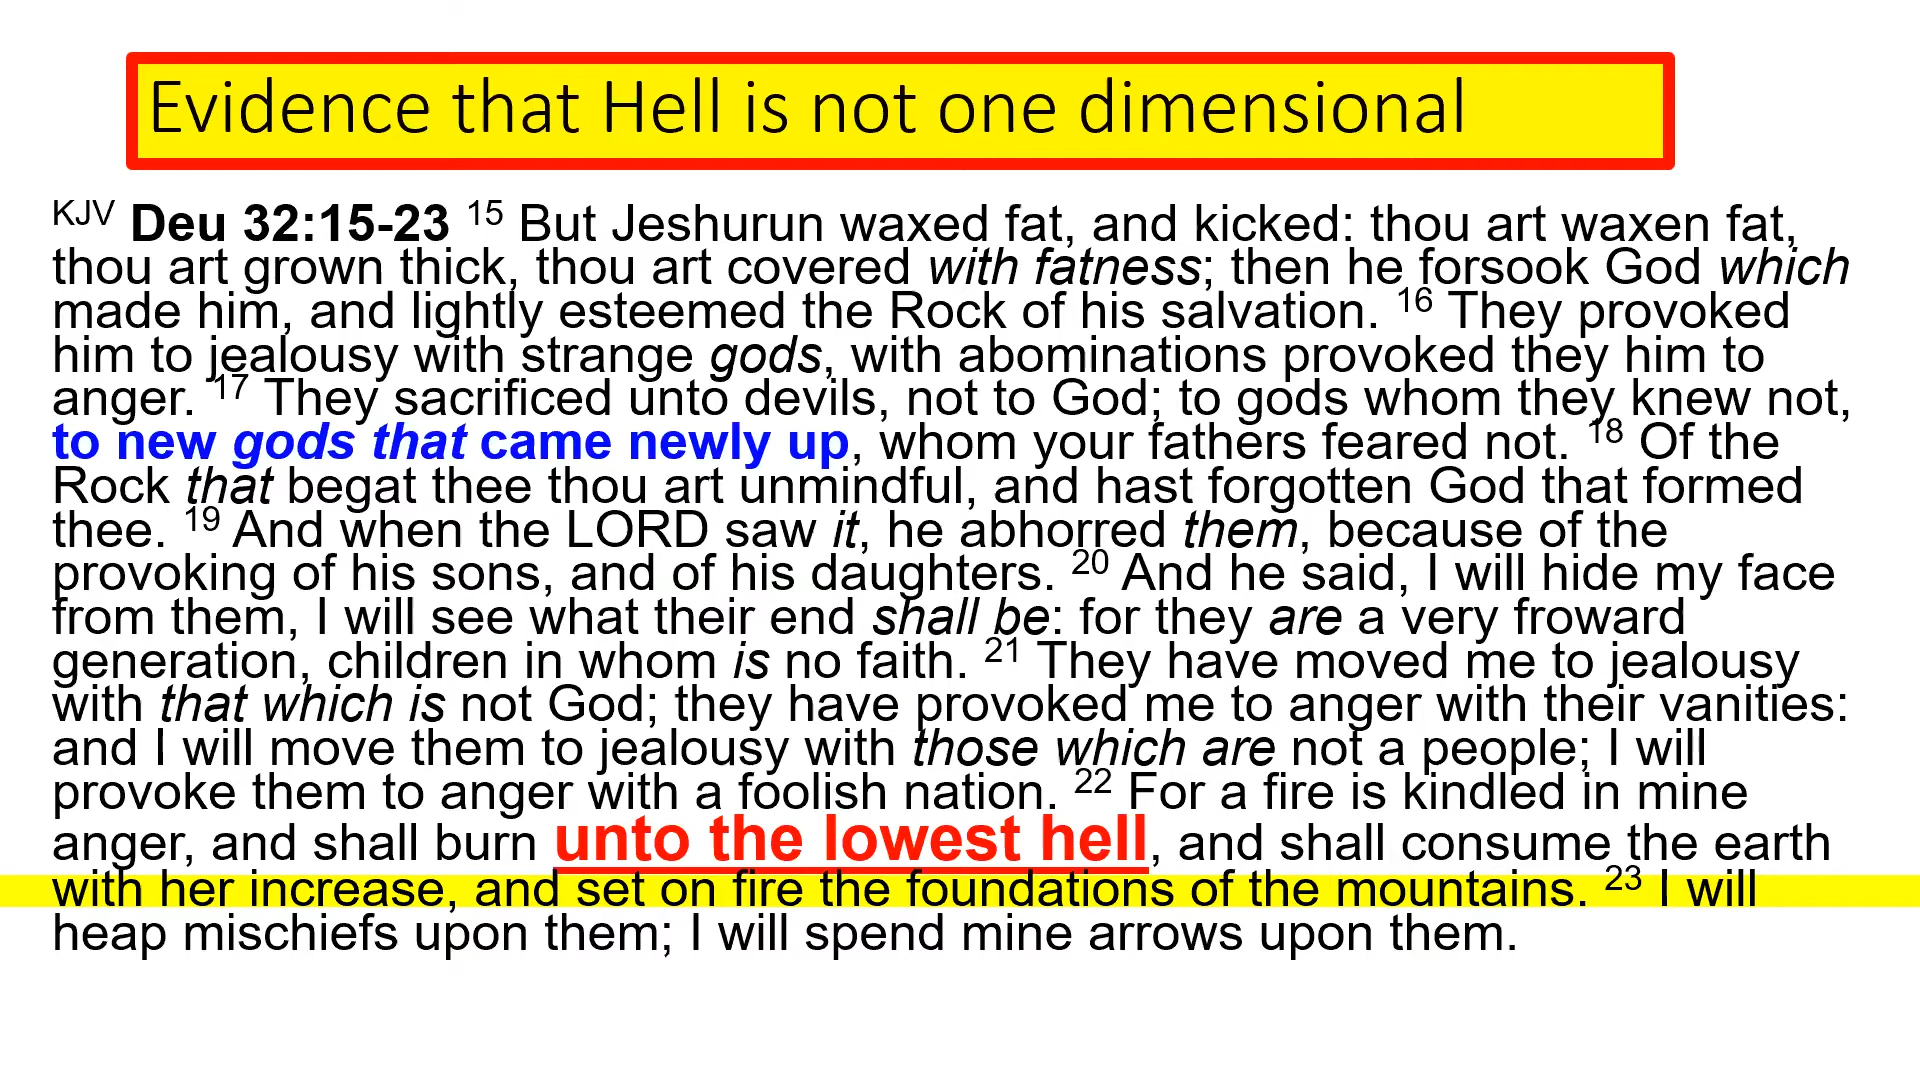 Evidence that Hell is not one dimensional
KJV Deu 32:15-23 15 But Jeshurun waxed fat, and kicked: thou art waxen fat,
thou art grown thick, thou art covered with fatness; then he forsook God which
made him, and lightly esteemed the Rock of his salvation. 16 They provoked
him to jealousy with strange gods, with abominations provoked they him to
anger. 17 They sacrificed unto devils, not to God; to gods whom they knew not,
to new gods that came newly up, whom your fathers feared not. 18 Of the
Rock that begat thee thou art unmindful, and hast forgotten God that formed
thee. 19 And when the LORD saw it, he abhorred them, because of the
provoking of his sons, and of his daughters. 20 And he said, I will hide my face
from them, I will see what their end shall be: for they are a very froward
generation, children in whom is no faith. 21 They have moved me to jealousy
with that which is not God; they have provoked me to anger with their vanities:
and I will move them to jealousy with those which are not a people; I will
provoke them to anger with a foolish nation. 22 For a fire is kindled in mine
anger, and shall burn unto the lowest hell, and shall consume the earth
with her increase, and set on fire the foundations of the mountains. 23 I will
heap mischiefs upon them; I will spend mine arrows upon them.